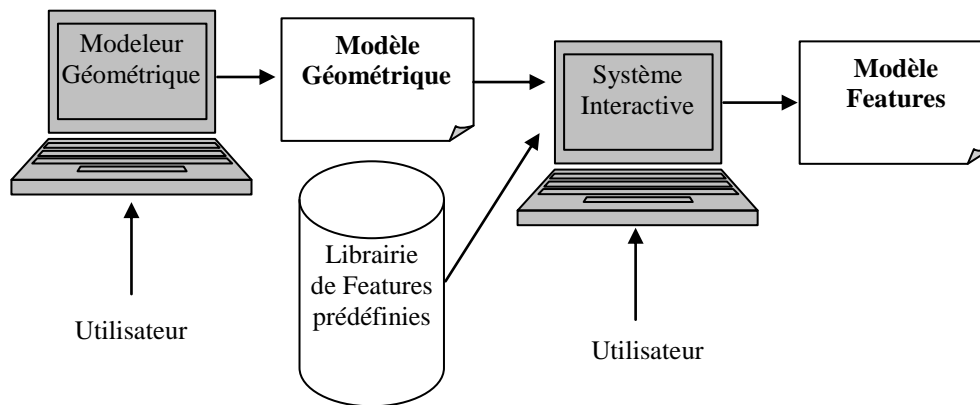 Modeleur
Géométrique
Modèle
Géométrique
Système
Interactive
Modèle
Features
Librairie
de Features
prédéfinies
Utilisateur
Utilisateur